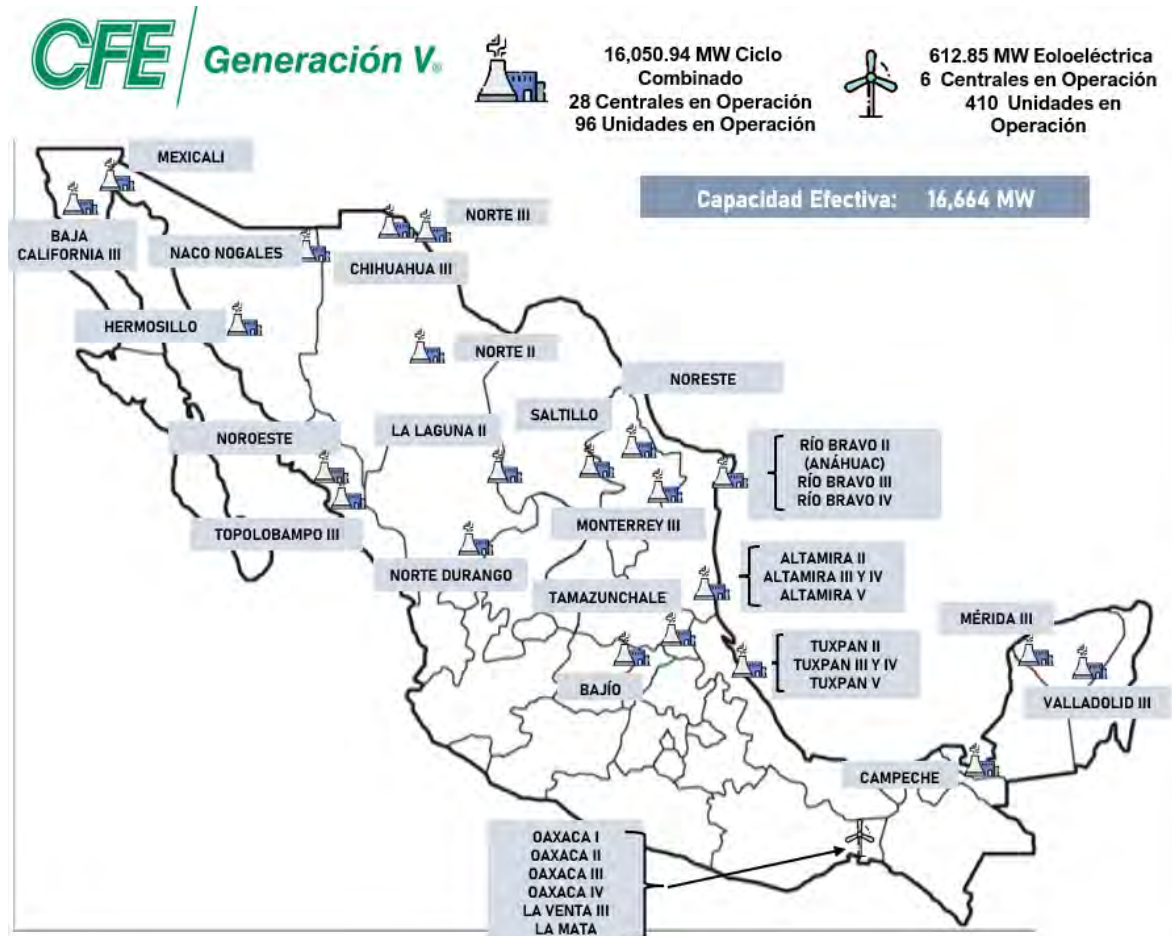 CFE
Generación V®
16,050.94 MW Ciclo
Combinado
28 Centrales en Operación
96 Unidades en Operación
612.85 MW Eoloeléctrica
6 Centrales en Operación
410 Unidades en
Operación
Capacidad Efectiva: 16,664 MW
MEXICALI
BAJA
CALIFORNIA III
NACO NOGALES
NORTE III
CHIHUAHUA III
HERMOSILLO
NORTE II
NORESTE
SALTILLO
LA LAGUNA II
NOROESTE
RÍO BRAVO II
(ANÁHUAC)
RÍO BRAVO III
RÍO BRAVO IV
TOPOLOBAMPO III
MONTERREY III
NORTE DURANGO
ALTAMIRA II
ALTAMIRA III Y IV
ALTAMIRA V
TAMAZUNCHALE
MÉRIDA III
TUXPAN II
TUXPAN III Y IV
TUXPAN V
BAJÍO
VALLADOLID III
CAMPECHE
OAXACA I
OAXACA II
OAXACA III
OAXACA IV
LA VENTA III
LA MATA